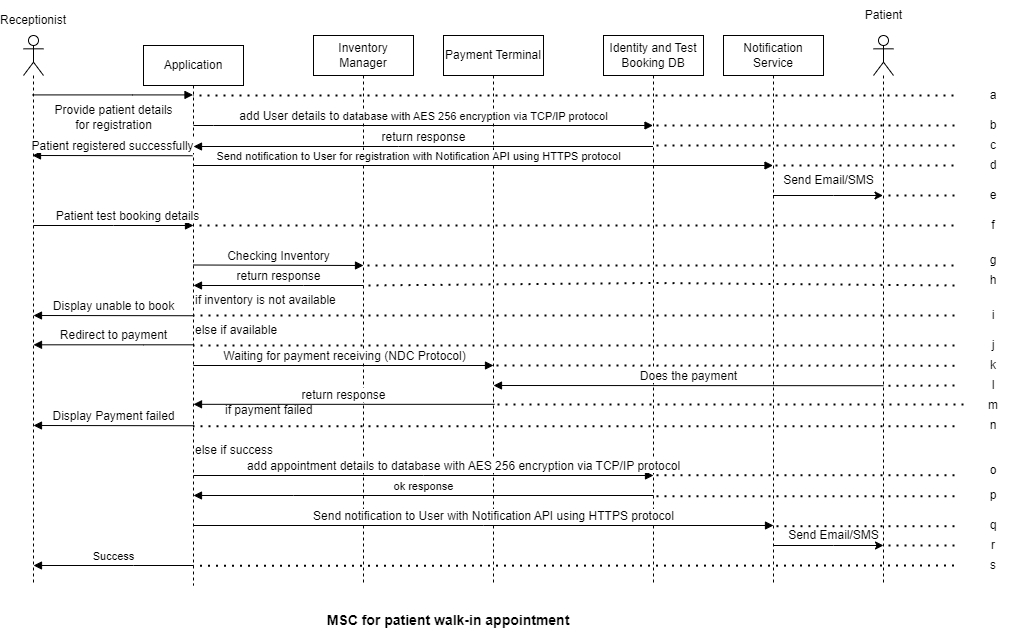 Receptionist
Patient
Application
Inventory
Manager
Payment Terminal
Identity and Test
Booking DB
Notification
Service
a
Provide patient details
for registration
add User details to database with AES 256 encryption via TCP/IP protocol
b
return response
Patient registered successfully
c
Send notification to User for registration with Notification API using HTTPS protocol
d
Send Email/SMS
e
Patient test booking details
f
Checking Inventory
g
return response
h
Display unable to book
if inventory is not available
i
Redirect to payment
else if available
j
Waiting for payment receiving (NDC Protocol)
k
Does the payment
l
return response
m
Display Payment failed
if payment failed
n
else if success
add appointment details to database with AES 256 encryption via TCP/IP protocol
o
ok response
p
Send notification to User with Notification API using HTTPS protocol
q
Send Email/SMS
r
Success
s
MSC for patient walk-in appointment